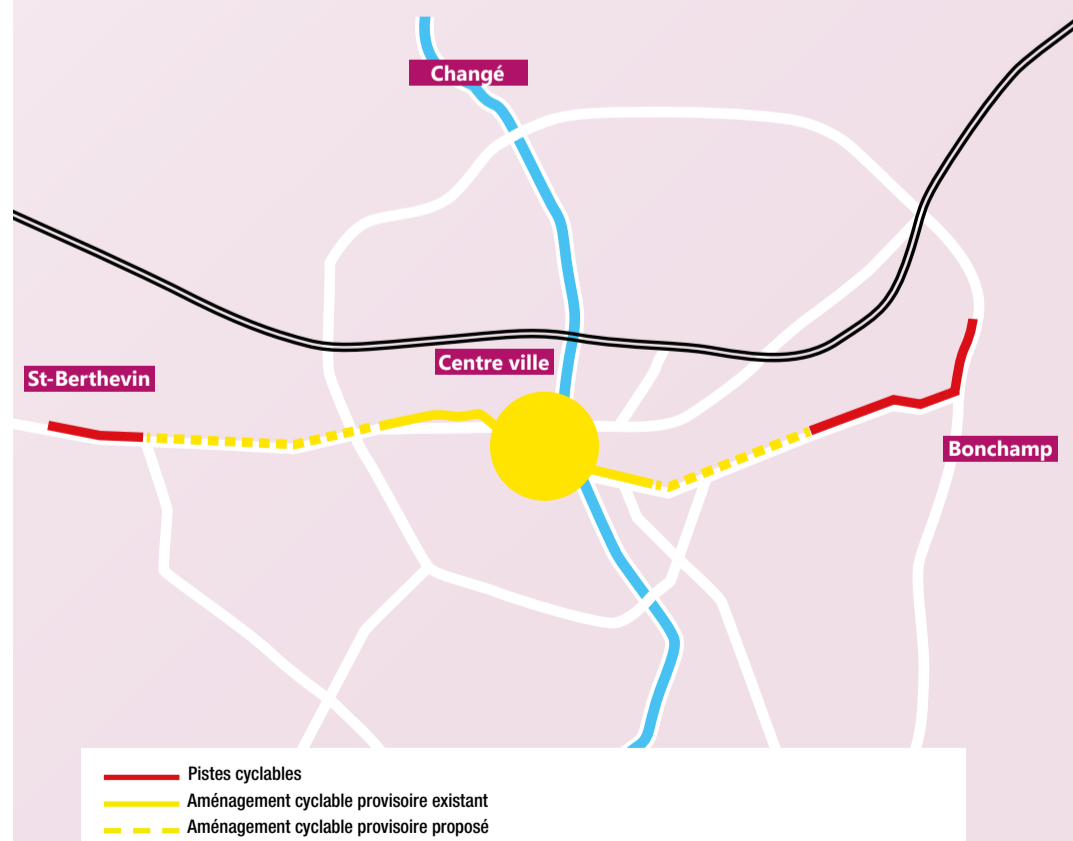 Changé
Centre ville
St-Berthevin
Bonchamp
Pistes cyclables
Aménagement cyclable provisoire existant
Aménagement cyclable provisoire proposé